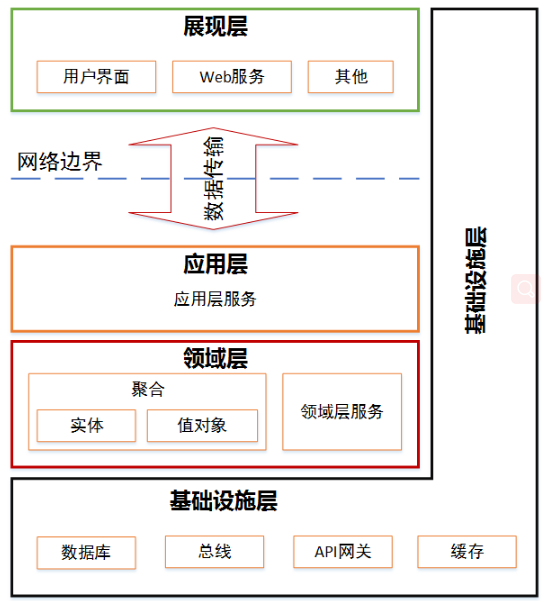 展现层
用户界面
Web服务
其他
网络边界
数据传输
应用层
应用层服务
基础设施层
领域层
聚合
实体
值对象
领域层服务
基础设施层
数据库
总线
API网关
缓存